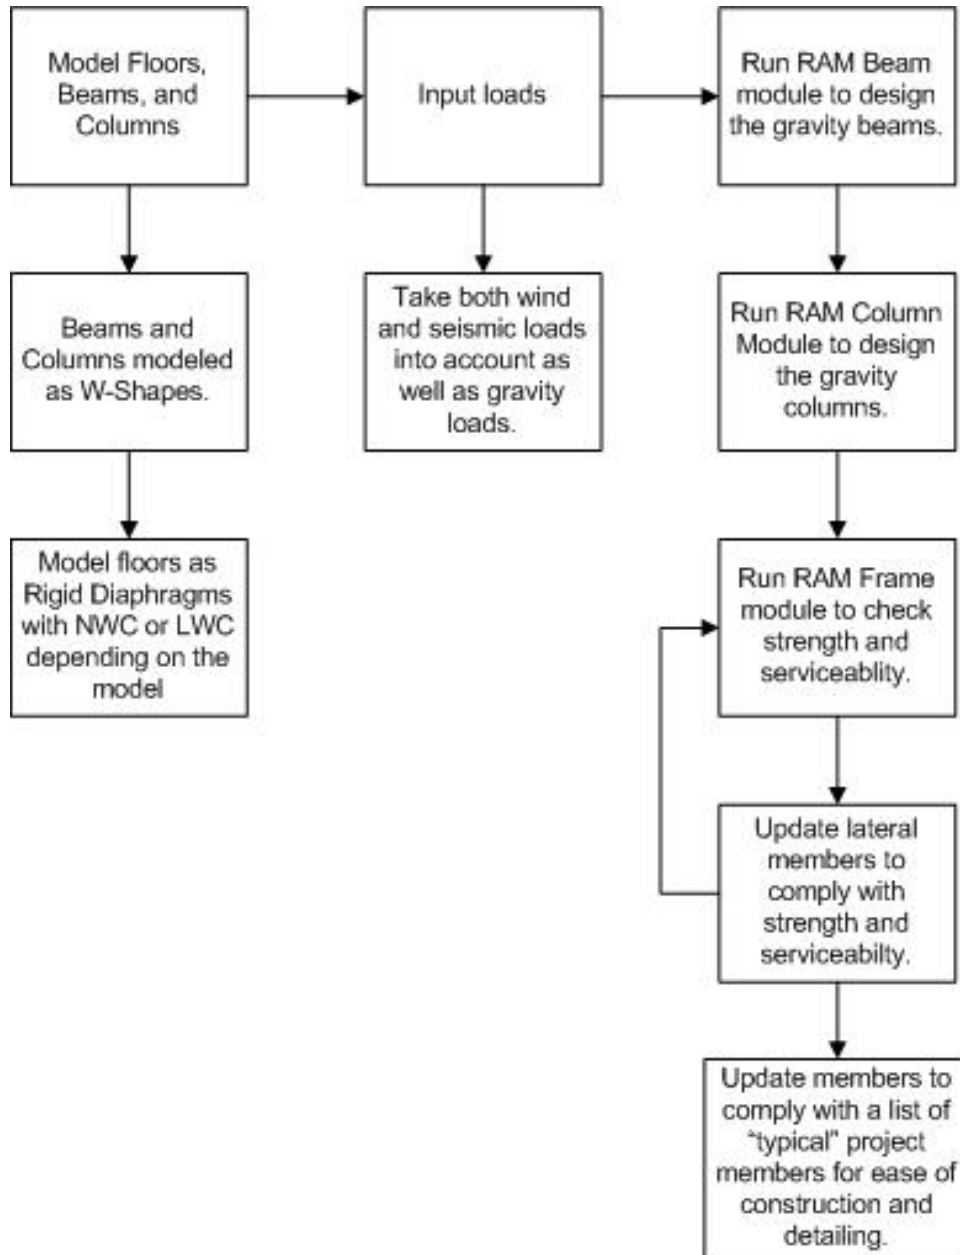 Model Floors,
Beams, and
Columns
Input loads
Run RAM Beam
module to design
the gravity beams.
Beams and
Columns modeled
as W-Shapes.
Take both wind
and seismic loads
into account as
well as gravity
loads.
Run RAM Column
Module to design
the gravity
columns.
Model floors as
Rigid Diaphragms
with NWC or LWC
depending on the
model
Run RAM Frame
module to check
strength and
serviceablity.
Update lateral
members to
comply with
strength and
serviceabilty.
Update members to
comply with a list of
“typical” project
members for ease of
construction and
detailing.